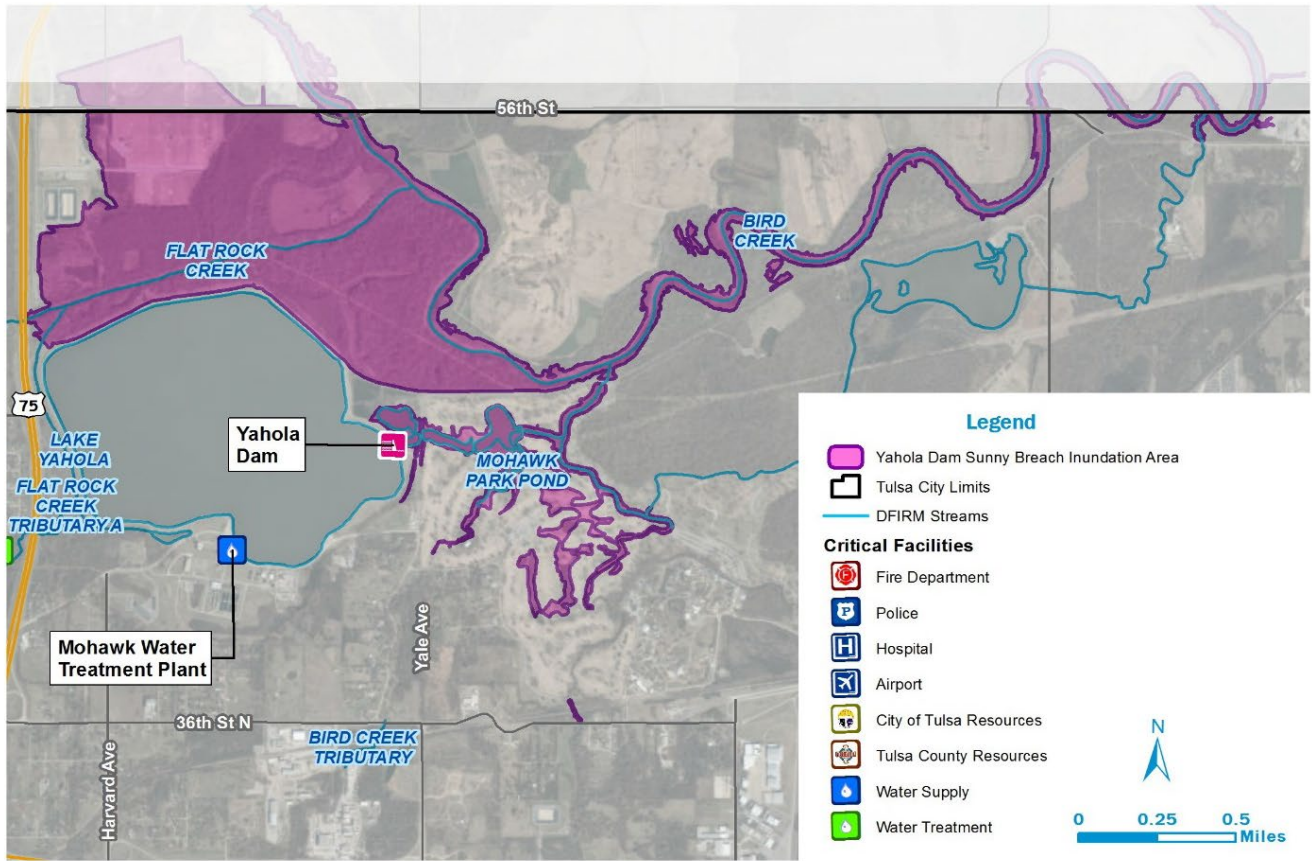 56th St
FLAT ROCK
CREEK
BIRD
CREEK
75
Yahola
Dam
LAKE
YAHOLA
FLAT ROCK
CREEK
TRIBUTARY A
MOHAWK
PARK POND
Mohawk Water
Treatment Plant
Yale Ave
36th St N
BIRD CREEK
TRIBUTARY
Harvard Ave
Legend
Yahola Dam Sunny Breach Inundation Area
Tulsa City Limits
DFIRM Streams
Critical Facilities
F
Fire Department
P
Police
H
Hospital
Airport
City of Tulsa Resources
Tulsa County Resources
Water Supply
Water Treatment
N
0 0.25 0.5
Miles